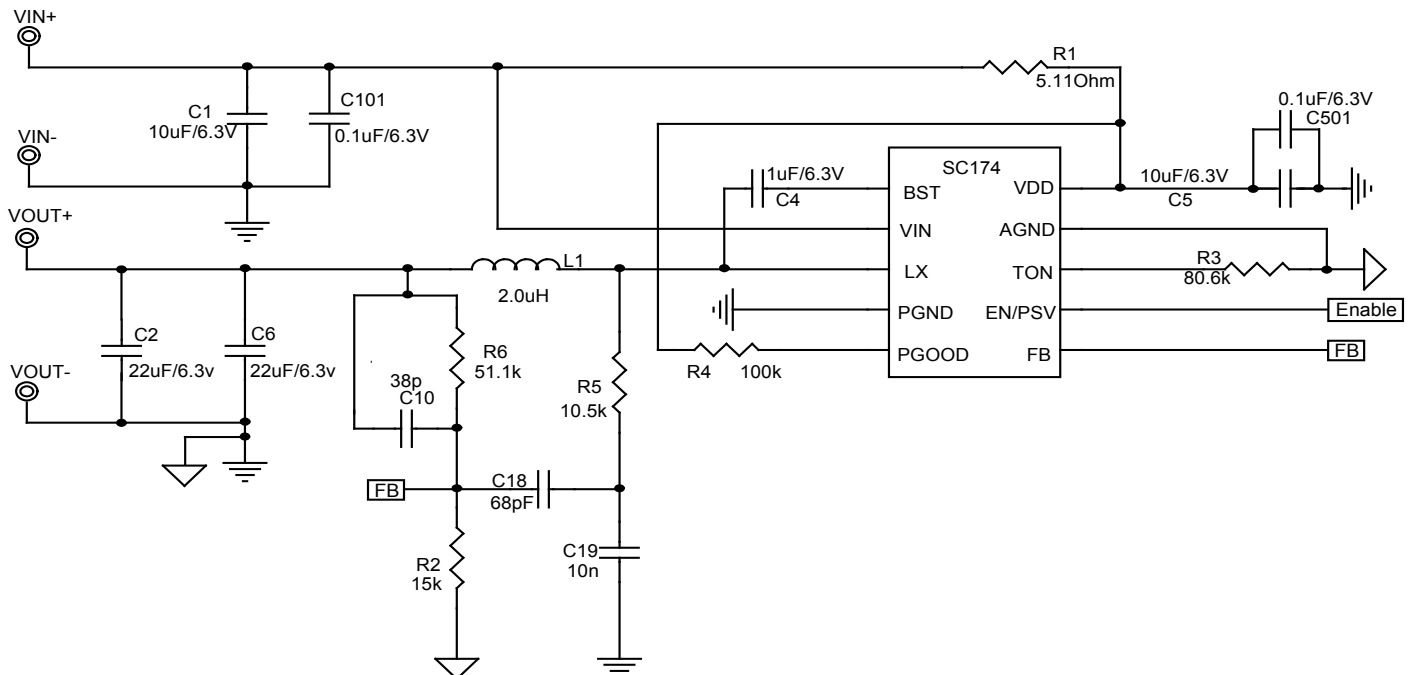 VIN+
R1
5.11Ohm
C1
10uF/6.3V
C101
0.1uF/6.3V
0.1uF/6.3V
C501
VIN-
SC174
1uF/6.3V
C4
BST
VDD
10uF/6.3V
C5
VOUT+
VIN
AGND
L1
2.0uH
LX
TON
R3
80.6k
PGND
EN/PSV
Enable
C2
22uF/6.3v
C6
22uF/6.3v
R6
51.1k
PGOOD
FB
FB
R4
100k
VOUT-
38p
C10
R5
10.5k
FB
C18
68pF
R2
15k
C19
10n